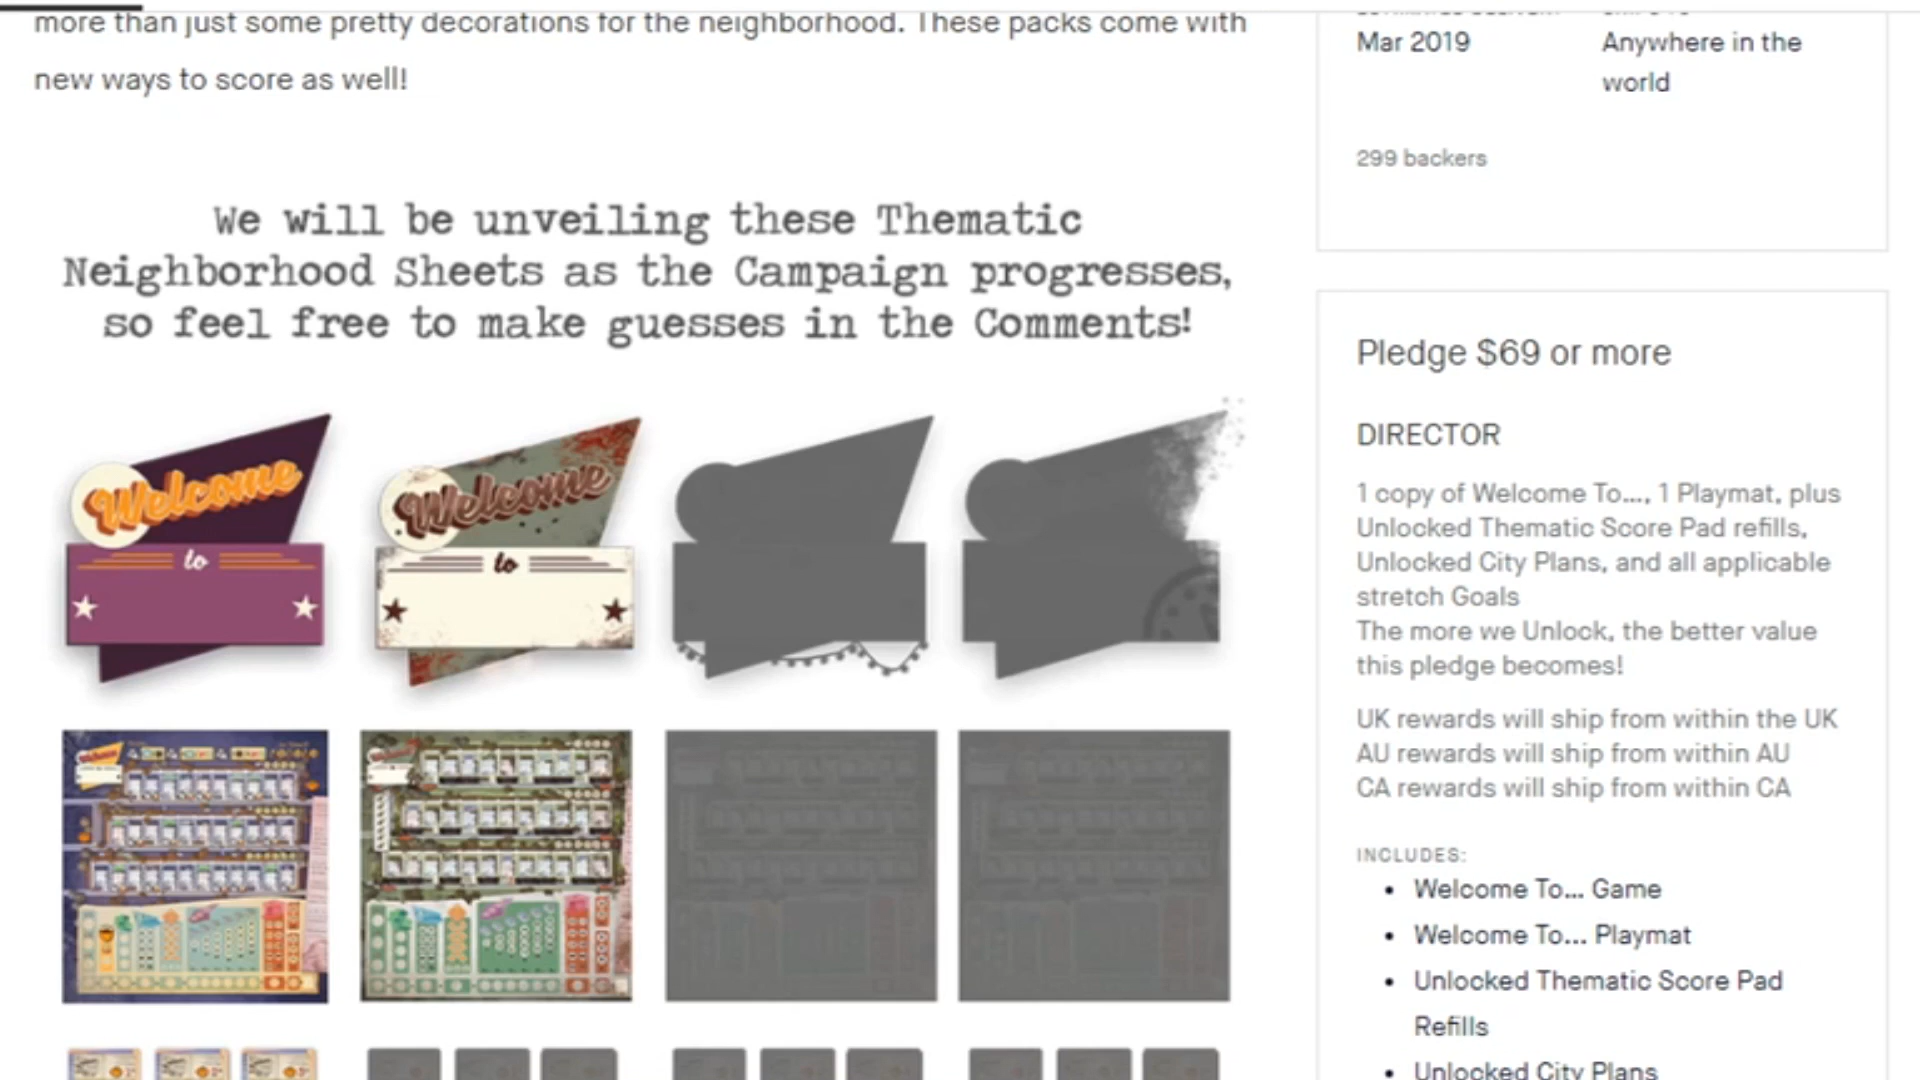 more than just some pretty decorations for the neighborhood. These packs come with
new ways to score as well!
We will be unveiling these Thematic
Neighborhood Sheets as the Campaign progresses,
so feel free to make guesses in the Comments!
Welcome
to
Welcome
to
Mar 2019
Anywhere in the
world
299 backers
Pledge $69 or more
DIRECTOR
1 copy of Welcome To..., 1 Playmat, plus
Unlocked Thematic Score Pad refills,
Unlocked City Plans, and all applicable
stretch Goals
The more we Unlock, the better value
this pledge becomes!
UK rewards will ship from within the UK
AU rewards will ship from within AU
CA rewards will ship from within CA
INCLUDES:
• Welcome To... Game
• Welcome To... Playmat
• Unlocked Thematic Score Pad
Refills
• Unlocked City Plans